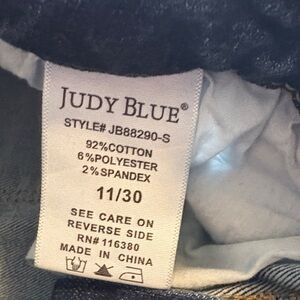 JUDY BLUE®
STYLE# JB88290-S
92%COTTON
6%POLYESTER
2%SPANDEX
11/30
SEE CARE ON
REVERSE SIDE
RN# 116380
MADE IN CHINA